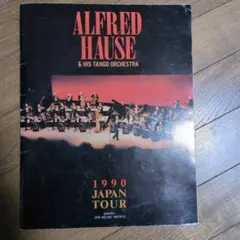 ALFRED
HAUSE
& HIS TANGO ORCHESTRA
1990
JAPAN
TOUR